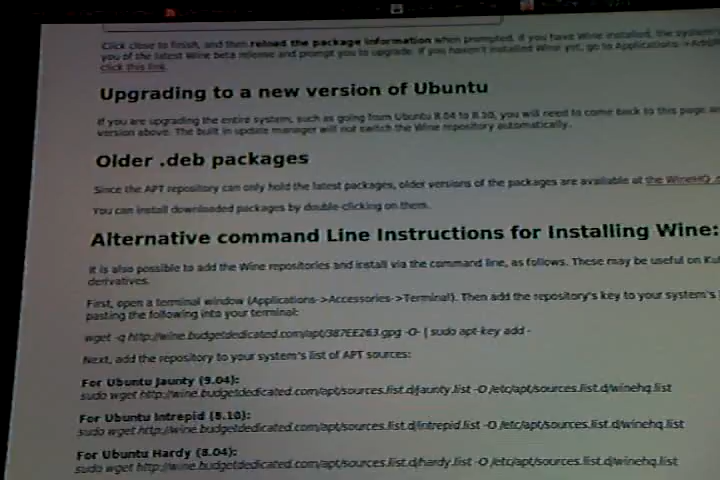 Click close to finish, and then reload the package information when prompted. If you have Wine installed, the system
you of the latest Wine beta release and prompt you to upgrade. If you haven't installed Wine yet, go to Applications->
click this link.
Upgrading to a new version of Ubuntu
If you are upgrading the entire system, such as going from Ubuntu 8.04 to 8.10, you will need to come back to this page
version above. The built in update manager will not switch the Wine repository automatically.
Older .deb packages
Since the APT repository can only hold the latest packages, older versions of the packages are available at the WineHQ
You can install downloaded packages by double-clicking on them.
Alternative command Line Instructions for Installing Wine:
It is also possible to add the Wine repositories and install via the command line, as follows. These may be useful on
derivatives.
First, open a terminal window (Applications->Accessories->Terminal). Then add the repository's key to your system's
pasting the following into your terminal:
wget -q http://wine.budgetdedicated.com/apt/387EE263.gpg -O- | sudo apt-key add -
Next, add the repository to your system's list of APT sources:
For Ubuntu Jaunty (9.04):
sudo wget http://wine.budgetdedicated.com/apt/sources.list.d/jaunty.list -O /etc/apt/sources.list.d/winehq.list
For Ubuntu Intrepid (8.10):
sudo wget http://wine.budgetdedicated.com/apt/sources.list.d/intrepid.list -O /etc/apt/sources.list.d/winehq.list
For Ubuntu Hardy (8.04):
sudo wget http://wine.budgetdedicated.com/apt/sources.list.d/hardy.list -O /etc/apt/sources.list.d/winehq.list